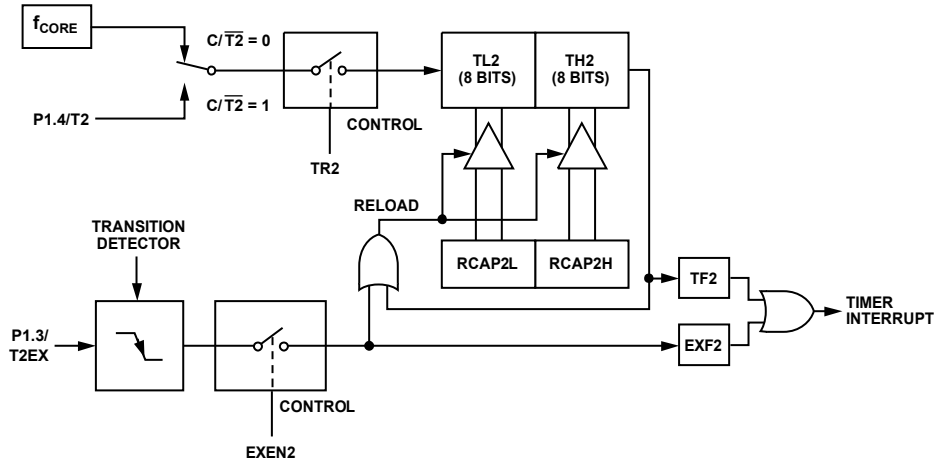 fCORE
C/T2 = 0
C/T2 = 1
P1.4/T2
CONTROL
TR2
TL2
(8 BITS)
TH2
(8 BITS)
RELOAD
TRANSITION
DETECTOR
RCAP2L
RCAP2H
TF2
TIMER
INTERRUPT
P1.3/
T2EX
EXF2
CONTROL
EXEN2